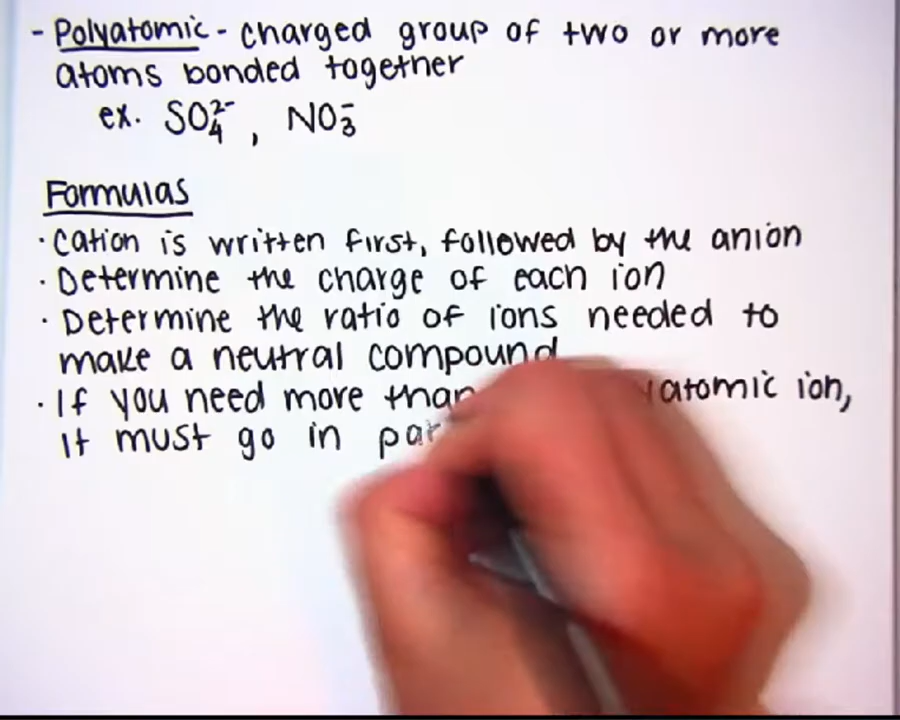 - Polyatomic - charged group of two or more
atoms bonded together
ex. SO₄²⁻, NO₃⁻
Formulas
· Cation is written first, followed by the anion
· Determine the charge of each ion
· Determine the ratio of ions needed to
make a neutral compound
· If you need more than ion,
it must go in